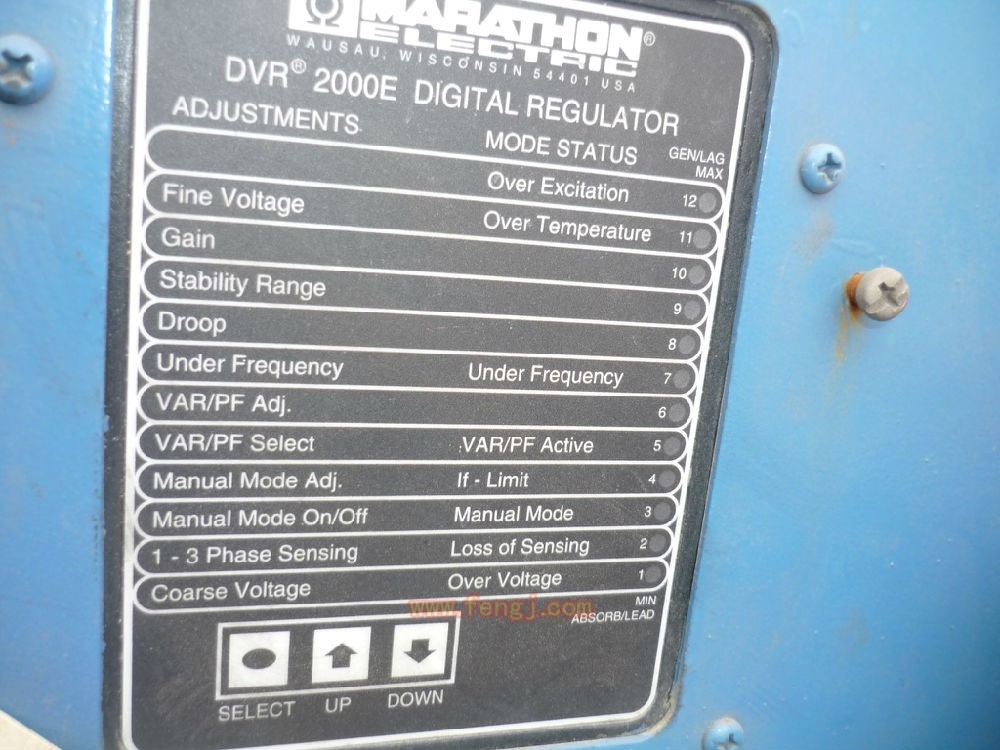 MARATHON®
ELECTRIC
WAUSAU, WISCONSIN 54401 USA
DVR® 2000E DIGITAL REGULATOR
ADJUSTMENTS MODE STATUS GEN/LAG
MAX
Over Excitation 12
Fine Voltage Over Temperature 11
Gain 10
Stability Range 9
Droop 8
Under Frequency Under Frequency 7
VAR/PF Adj. 6
VAR/PF Select VAR/PF Active 5
Manual Mode Adj. If - Limit 4
Manual Mode On/Off Manual Mode 3
1 - 3 Phase Sensing Loss of Sensing 2
Coarse Voltage Over Voltage 1
www.fengj.com
MIN
ABSORB/LEAD
SELECT UP DOWN